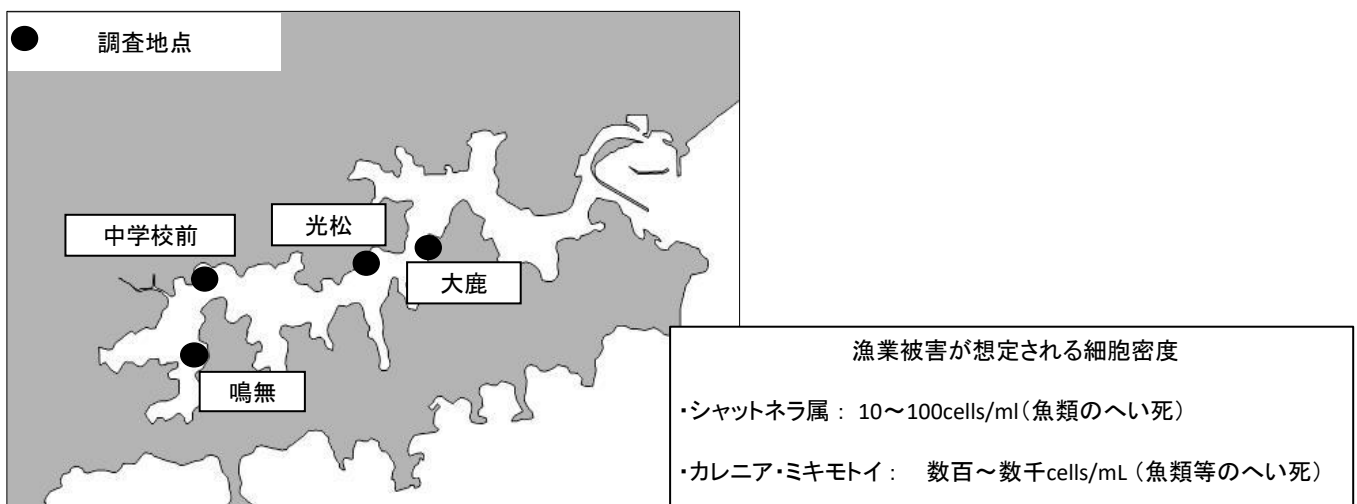 調査地点
中学校前
光松
大鹿
鳴無
漁業被害が想定される細胞密度
・シャットネラ属 : 10～100cells/ml(魚類のへい死)
・カレニア・ミキモトイ : 数百～数千cells/mL (魚類等のへい死)